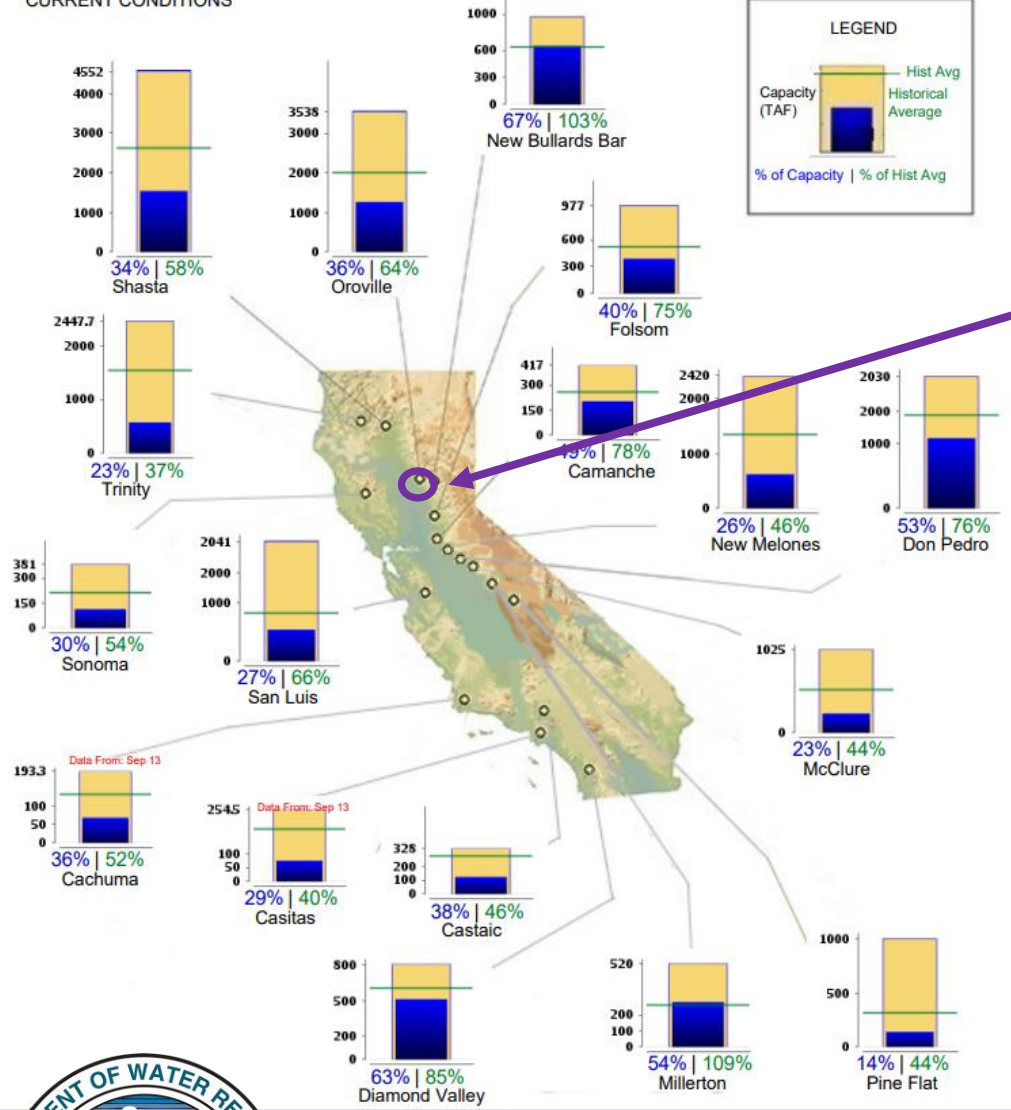 CURRENT CONDITIONS
1000
600
300
0
67% | 103%
New Bullards Bar
LEGEND
Hist Avg
Capacity
(TAF)
Historical
Average
% of Capacity | % of Hist Avg
4552
4000
3000
2000
1000
0
34% | 58%
Shasta
3538
3000
2000
1000
0
36% | 64%
Oroville
977
600
300
0
40% | 75%
Folsom
2447.7
2000
1000
0
23% | 37%
Trinity
417
300
150
0
49% | 78%
Camanche
2420
2000
1000
0
26% | 46%
New Melones
2030
2000
1000
0
53% | 76%
Don Pedro
381
300
150
0
30% | 54%
Sonoma
2041
2000
1000
0
27% | 66%
San Luis
1025
0
23% | 44%
McClure
Data From: Sep 13
193.3
100
50
0
36% | 52%
Cachuma
Data From: Sep 13
254.5
100
50
0
29% | 40%
Casitas
328
200
100
0
38% | 46%
Castaic
800
500
200
0
63% | 85%
Diamond Valley
520
200
100
0
54% | 109%
Millerton
1000
500
0
14% | 44%
Pine Flat
ENT OF WATER RE